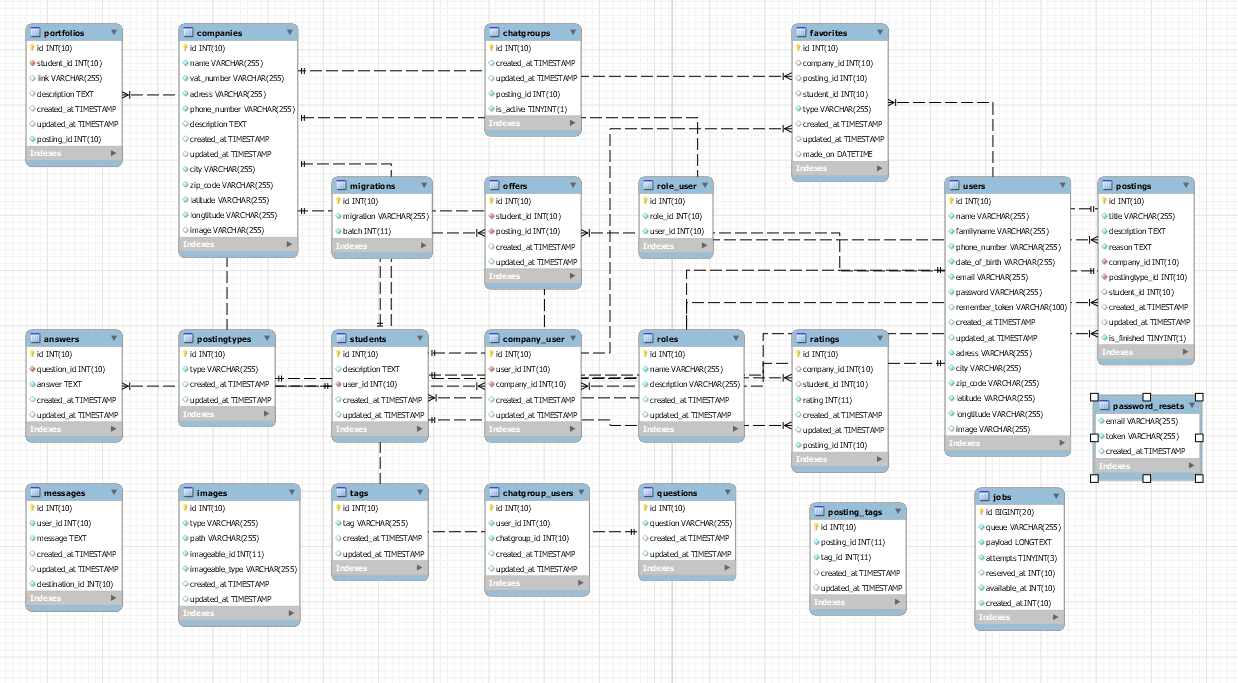 portfolios
id INT(10)
student_id INT(10)
link VARCHAR(255)
description TEXT
created_at TIMESTAMP
updated_at TIMESTAMP
posting_id INT(10)
Indexes
companies
id INT(10)
name VARCHAR(255)
vat_number VARCHAR(255)
adress VARCHAR(255)
phone_number VARCHAR(255)
description TEXT
created_at TIMESTAMP
updated_at TIMESTAMP
city VARCHAR(255)
zip_code VARCHAR(255)
latitude VARCHAR(255)
longtitude VARCHAR(255)
image VARCHAR(255)
Indexes
chatgroups
id INT(10)
created_at TIMESTAMP
updated_at TIMESTAMP
posting_id INT(10)
is_active TINYINT(1)
Indexes
favorites
id INT(10)
company_id INT(10)
posting_id INT(10)
student_id INT(10)
type VARCHAR(255)
created_at TIMESTAMP
updated_at TIMESTAMP
made_on DATETIME
Indexes
migrations
id INT(10)
migration VARCHAR(255)
batch INT(11)
Indexes
offers
id INT(10)
student_id INT(10)
posting_id INT(10)
created_at TIMESTAMP
updated_at TIMESTAMP
Indexes
role_user
id INT(10)
role_id INT(10)
user_id INT(10)
Indexes
users
id INT(10)
name VARCHAR(255)
familyname VARCHAR(255)
phone_number VARCHAR(255)
date_of_birth VARCHAR(255)
email VARCHAR(255)
password VARCHAR(255)
remember_token VARCHAR(100)
created_at TIMESTAMP
updated_at TIMESTAMP
adress VARCHAR(255)
city VARCHAR(255)
zip_code VARCHAR(255)
latitude VARCHAR(255)
longtitude VARCHAR(255)
image VARCHAR(255)
Indexes
postings
id INT(10)
title VARCHAR(255)
description TEXT
reason TEXT
company_id INT(10)
postingtype_id INT(10)
student_id INT(10)
created_at TIMESTAMP
updated_at TIMESTAMP
is_finished TINYINT(1)
Indexes
answers
id INT(10)
question_id INT(10)
answer TEXT
created_at TIMESTAMP
updated_at TIMESTAMP
Indexes
postingtypes
id INT(10)
type VARCHAR(255)
created_at TIMESTAMP
updated_at TIMESTAMP
Indexes
students
id INT(10)
description TEXT
user_id INT(10)
created_at TIMESTAMP
updated_at TIMESTAMP
Indexes
company_user
id INT(10)
user_id INT(10)
company_id INT(10)
created_at TIMESTAMP
updated_at TIMESTAMP
Indexes
roles
id INT(10)
name VARCHAR(255)
description VARCHAR(255)
created_at TIMESTAMP
updated_at TIMESTAMP
Indexes
ratings
id INT(10)
company_id INT(10)
student_id INT(10)
rating INT(11)
created_at TIMESTAMP
updated_at TIMESTAMP
posting_id INT(10)
Indexes
password_resets
email VARCHAR(255)
token VARCHAR(255)
created_at TIMESTAMP
Indexes
messages
id INT(10)
user_id INT(10)
message TEXT
created_at TIMESTAMP
updated_at TIMESTAMP
destination_id INT(10)
Indexes
images
id INT(10)
type VARCHAR(255)
path VARCHAR(255)
imageable_id INT(11)
imageable_type VARCHAR(255)
created_at TIMESTAMP
updated_at TIMESTAMP
Indexes
tags
id INT(10)
tag VARCHAR(255)
created_at TIMESTAMP
updated_at TIMESTAMP
Indexes
chatgroup_users
id INT(10)
user_id INT(10)
chatgroup_id INT(10)
created_at TIMESTAMP
updated_at TIMESTAMP
Indexes
questions
id INT(10)
question VARCHAR(255)
created_at TIMESTAMP
updated_at TIMESTAMP
Indexes
posting_tags
id INT(10)
posting_id INT(11)
tag_id INT(11)
created_at TIMESTAMP
updated_at TIMESTAMP
Indexes
jobs
id BIGINT(20)
queue VARCHAR(255)
payload LONGTEXT
attempts TINYINT(3)
reserved_at INT(10)
available_at INT(10)
created_at INT(10)
Indexes